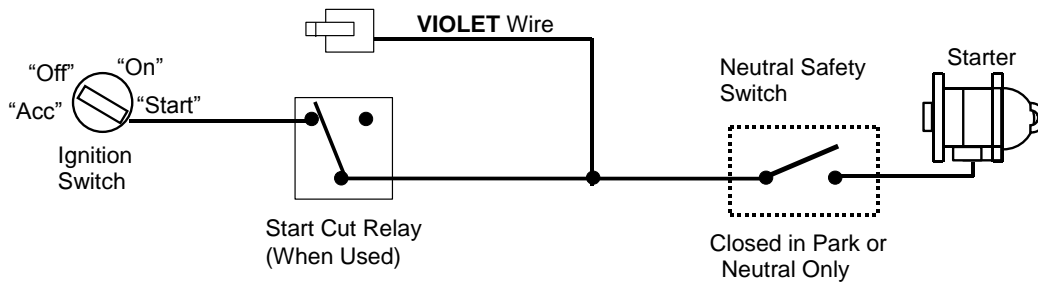 VIOLET Wire
“Off”
“On”
“Acc”
“Start”
Ignition
Switch
Start Cut Relay
(When Used)
Neutral Safety
Switch
Closed in Park or
Neutral Only
Starter